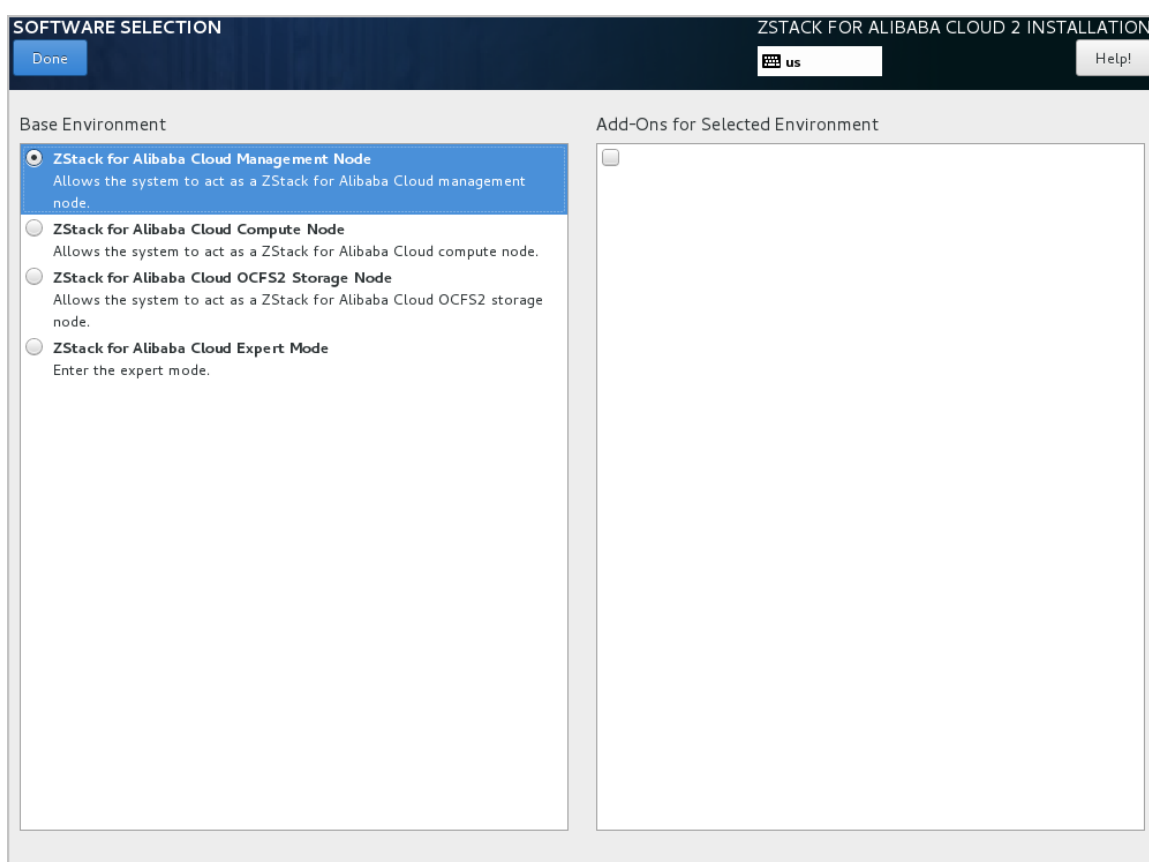 SOFTWARE SELECTION
ZSTACK FOR ALIBABA CLOUD 2 INSTALLATION
Done
us
Help!
Base Environment
Add-Ons for Selected Environment
ZStack for Alibaba Cloud Management Node
Allows the system to act as a ZStack for Alibaba Cloud management
node.
ZStack for Alibaba Cloud Compute Node
Allows the system to act as a ZStack for Alibaba Cloud compute node.
ZStack for Alibaba Cloud OCFS2 Storage Node
Allows the system to act as a ZStack for Alibaba Cloud OCFS2 storage
node.
ZStack for Alibaba Cloud Expert Mode
Enter the expert mode.